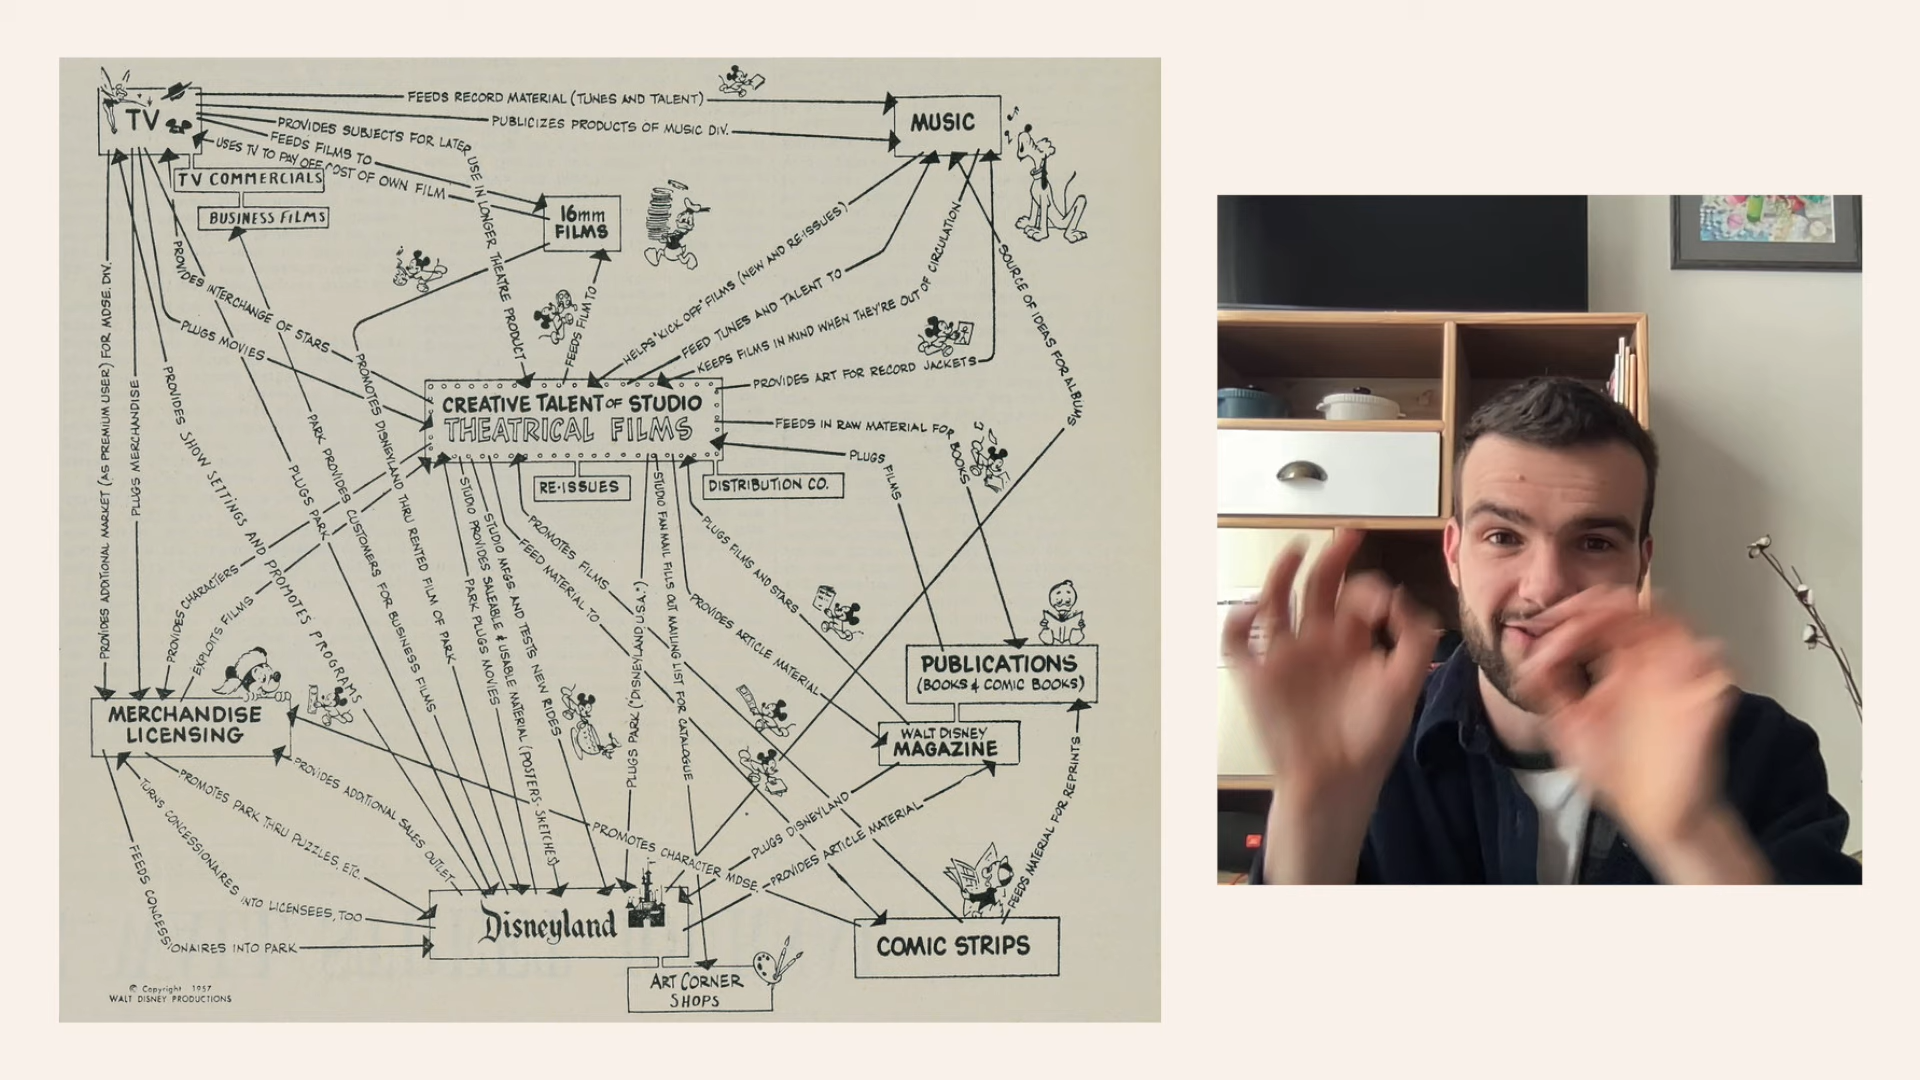 FEEDS RECORD MATERIAL (TUNES AND TALENT)
TV
MUSIC
PUBLICIZES PRODUCTS OF MUSIC DIV.
PROVIDES SUBJECTS FOR LATER USE IN LONGER THEATRE PRODUCT
FEEDS FILMS TO
USES TV TO PAY OFF COST OF OWN FILM
TV COMMERCIALS
BUSINESS FILMS
16mm
FILMS
PROVIDES INTERCHANGE OF STARS
PLUGS MOVIES
FEEDS FILM TO
HELPS "KICK OFF" FILMS (NEW AND RE-ISSUES)
FEED TUNES AND TALENT TO
KEEPS FILMS IN MIND WHEN THEY'RE OUT OF CIRCULATION
SOURCE OF IDEAS FOR ALBUMS
PROVIDES ART FOR RECORD JACKETS
PROVIDES ADDITIONAL MARKET (AS PREMIUM USER) FOR MDSE. DIV.
PLUGS MERCHANDISE
PROVIDES SHOW SETTINGS AND PROMOTES PROGRAMS
PLUGS PARK
PARK PROVIDES CUSTOMERS FOR BUSINESS FILMS
PROMOTES DISNEYLAND THRU RENTED FILM OF PARK
CREATIVE TALENT OF STUDIO
THEATRICAL FILMS
RE-ISSUES
DISTRIBUTION CO.
FEEDS IN RAW MATERIAL FOR BOOKS
PLUGS FILMS
PROVIDES CHARACTERS
EXPLOITS FILMS
PARK PLUGS MOVIES
STUDIO PROVIDES SALEABLE & USABLE MATERIAL (POSTERS-SKETCHES)
STUDIO MFGS AND TESTS NEW RIDES
PROMOTES FILMS
FEED MATERIAL TO
PLUGS PARK ("DISNEYLAND U.S.A.")
STUDIO FAN MAIL FILLS OUT MAILING LIST FOR CATALOGUE
PROVIDES ARTICLE MATERIAL
PLUGS FILMS AND STARS
PUBLICATIONS
(BOOKS & COMIC BOOKS)
WALT DISNEY
MAGAZINE
MERCHANDISE
LICENSING
PROMOTES PARK THRU PUZZLES, ETC.
PROVIDES ADDITIONAL SALES OUTLET
TURNS CONCESSIONAIRES INTO LICENSEES, TOO
FEEDS CONCESSIONAIRES INTO PARK
PROMOTES CHARACTER MDSE.
PLUGS DISNEYLAND
PROVIDES ARTICLE MATERIAL
FEEDS MATERIAL FOR REPRINTS
Disneyland
COMIC STRIPS
ART CORNER
SHOPS
© Copyright 1957
WALT DISNEY PRODUCTIONS